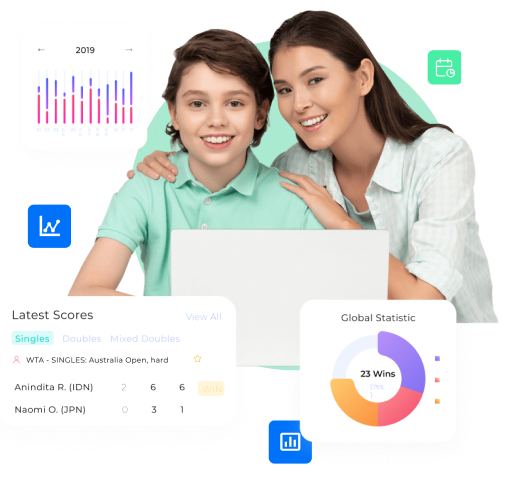 2019
Latest Scores View All
Singles Doubles Mixed Doubles
WTA - SINGLES: Australia Open, hard
Anindita R. (IDN) 2 6 6 WIN
Naomi O. (JPN) 0 3 1
Global Statistic
23 Wins